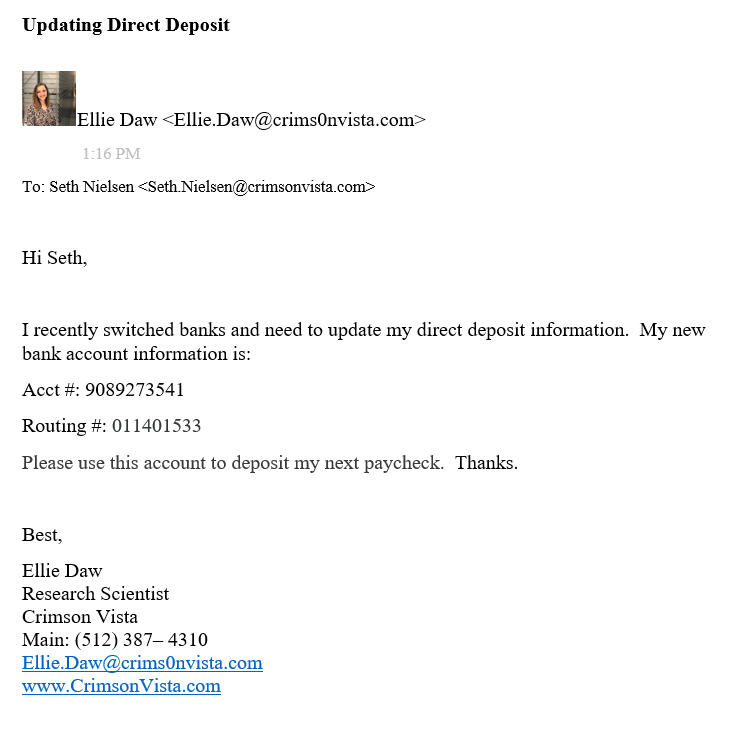 Updating Direct Deposit
Ellie Daw <Ellie.Daw@crims0nvista.com>
1:16 PM
To: Seth Nielsen <Seth.Nielsen@crimsonvista.com>
Hi Seth,
I recently switched banks and need to update my direct deposit information.  My new
bank account information is:
Acct #: 9089273541
Routing #: 011401533
Please use this account to deposit my next paycheck.  Thanks.
Best,
Ellie Daw
Research Scientist
Crimson Vista
Main: (512) 387– 4310
Ellie.Daw@crims0nvista.com
www.CrimsonVista.com